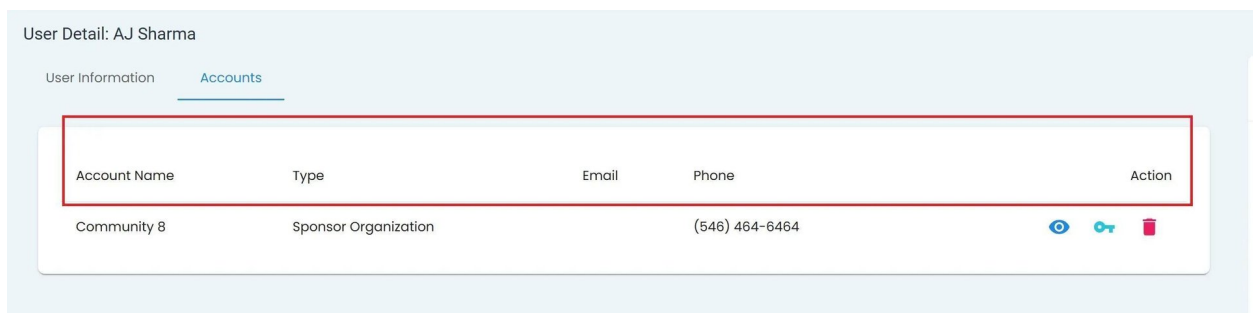 User Detail: AJ Sharma
User Information Accounts
Account Name Type Email Phone Action
Community 8 Sponsor Organization (546) 464-6464